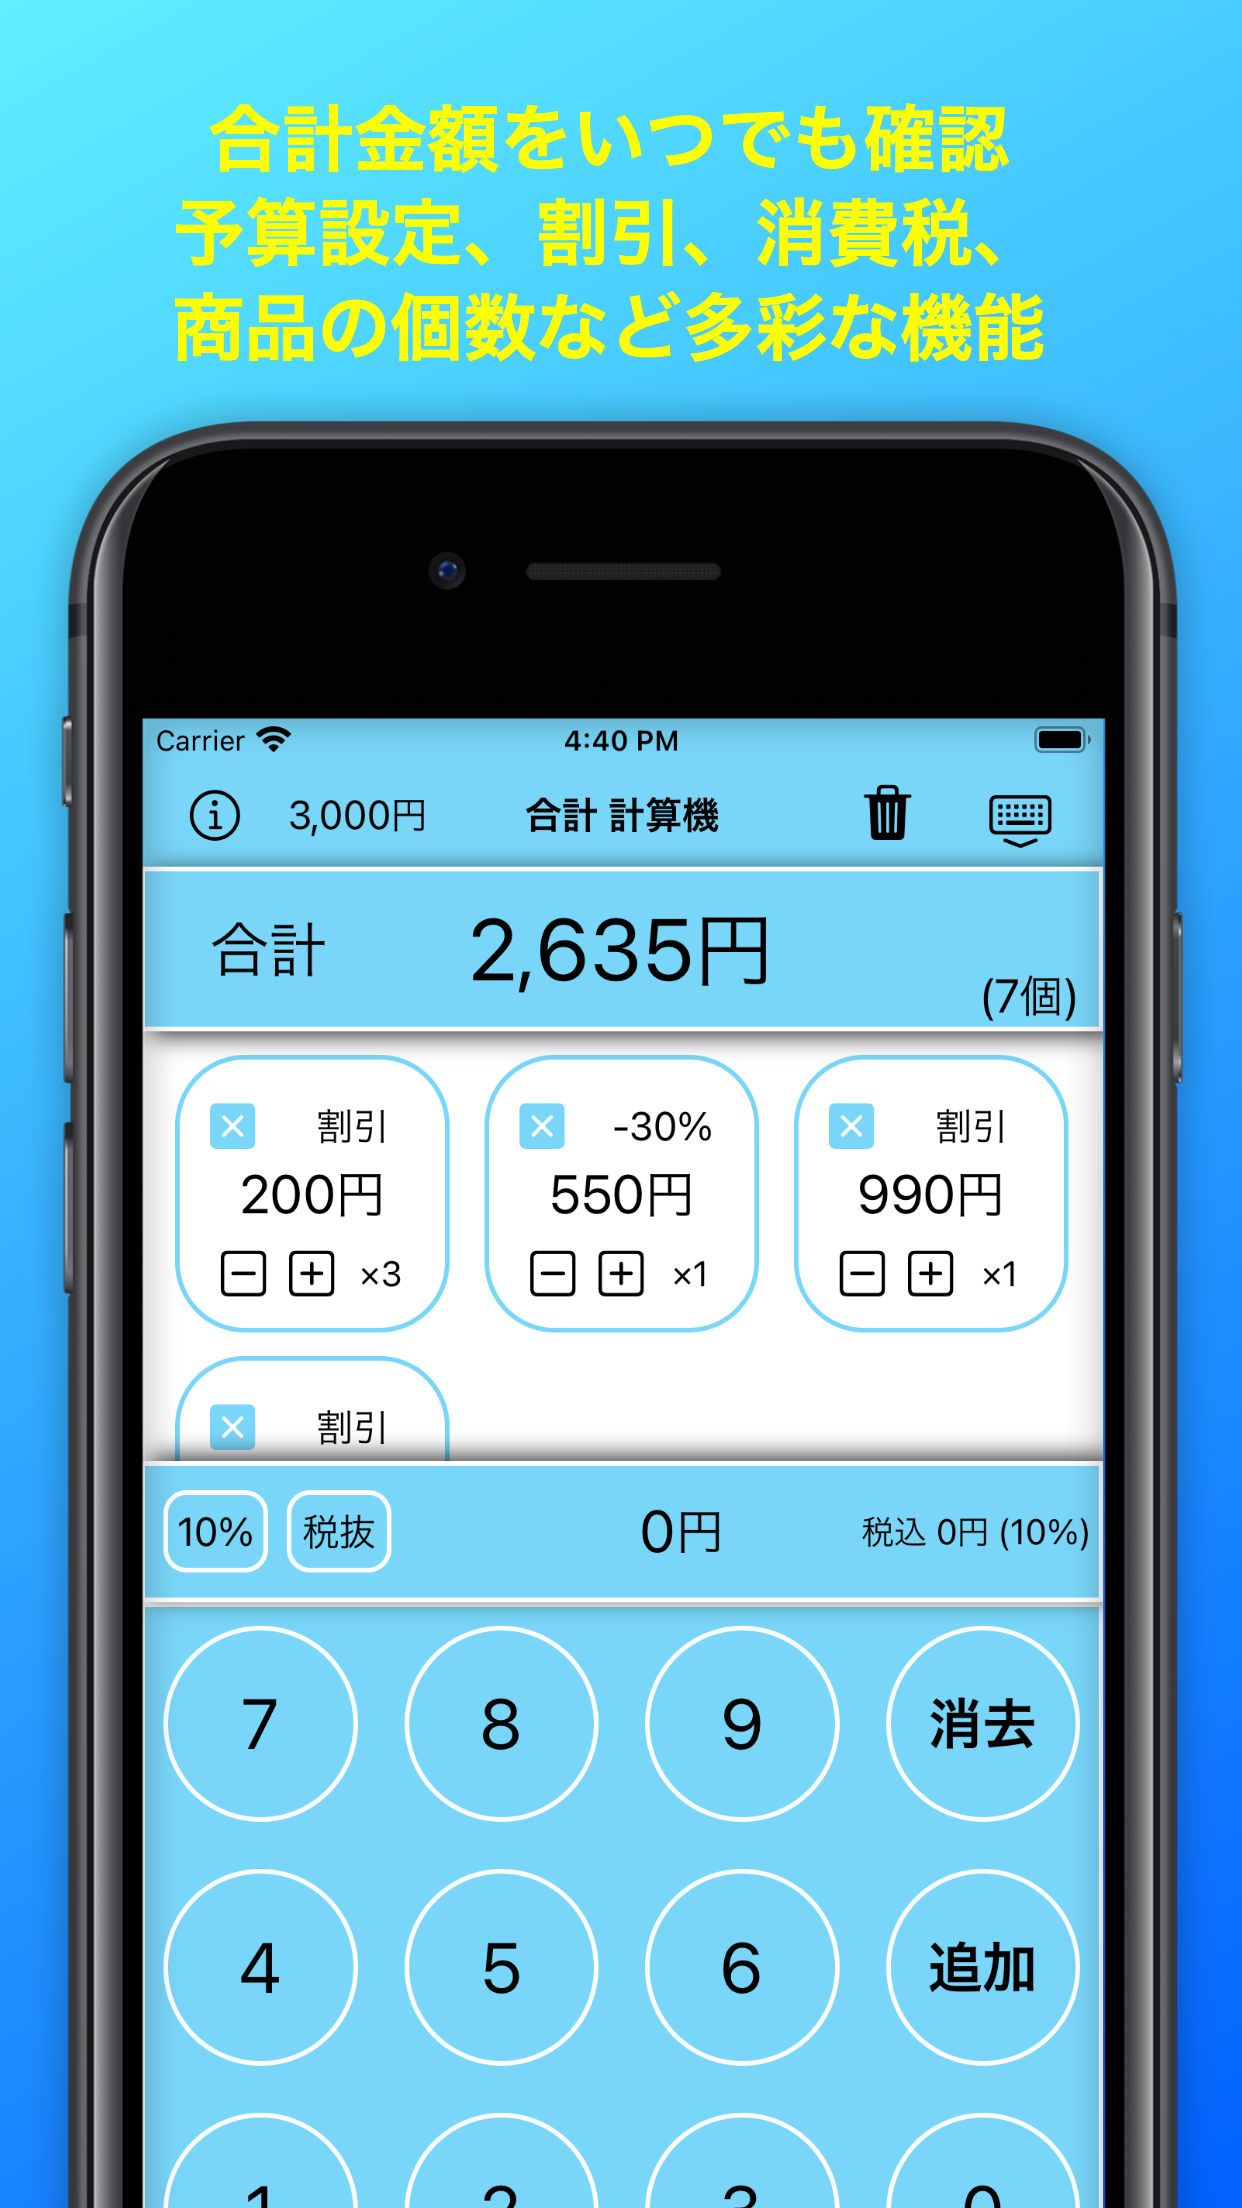 合計金額をいつでも確認
予算設定、割引、消費税、
商品の個数など多彩な機能
Carrier 4:40 PM
3,000円 合計 計算機
合計 2,635円 (7個)
割引 -30% 割引
200円 550円 990円
×3 ×1 ×1
割引
10% 税抜 0円 税込 0円 (10%)
7 8 9 消去
4 5 6 追加
1 2 3 0